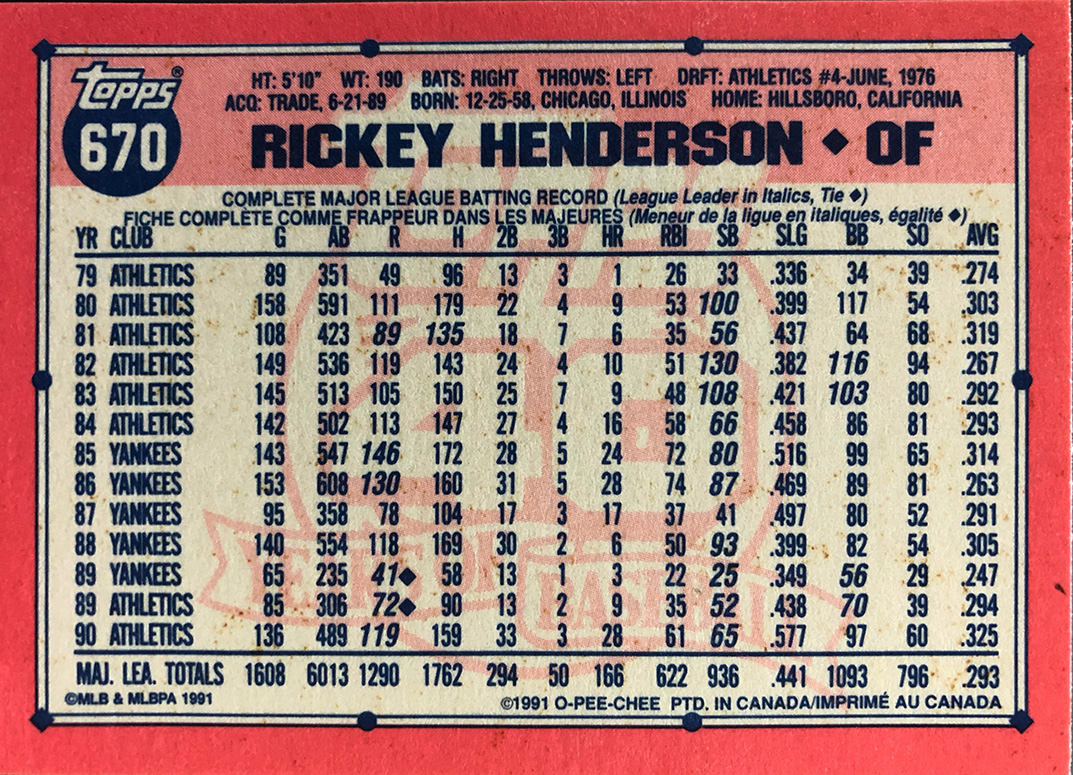 topps®
670
HT: 5'10" WT: 190 BATS: RIGHT THROWS: LEFT DRFT: ATHLETICS #4-JUNE, 1976
ACQ: TRADE, 6-21-89 BORN: 12-25-58, CHICAGO, ILLINOIS HOME: HILLSBORO, CALIFORNIA
RICKEY HENDERSON ◆ OF
COMPLETE MAJOR LEAGUE BATTING RECORD (League Leader in Italics, Tie ◆)
FICHE COMPLÈTE COMME FRAPPEUR DANS LES MAJEURES (Meneur de la ligue en italiques, égalité ◆)
YR CLUB G AB R H 2B 3B HR RBI SB SLG BB SO AVG
79 ATHLETICS 89 351 49 96 13 3 1 26 33 .336 34 39 .274
80 ATHLETICS 158 591 111 179 22 4 9 53 100 .399 117 54 .303
81 ATHLETICS 108 423 89 135 18 7 6 35 56 .437 64 68 .319
82 ATHLETICS 149 536 119 143 24 4 10 51 130 .382 116 94 .267
83 ATHLETICS 145 513 105 150 25 7 9 48 108 .421 103 80 .292
84 ATHLETICS 142 502 113 147 27 4 16 58 66 .458 86 81 .293
85 YANKEES 143 547 146 172 28 5 24 72 80 .516 99 65 .314
86 YANKEES 153 608 130 160 31 5 28 74 87 .469 89 81 .263
87 YANKEES 95 358 78 104 17 3 17 37 41 .497 80 52 .291
88 YANKEES 140 554 118 169 30 2 6 50 93 .399 82 54 .305
89 YANKEES 65 235 41◆ 58 13 1 3 22 25 .349 56 29 .247
89 ATHLETICS 85 306 72◆ 90 13 2 9 35 52 .438 70 39 .294
90 ATHLETICS 136 489 119 159 33 3 28 61 65 .577 97 60 .325
MAJ. LEA. TOTALS 1608 6013 1290 1762 294 50 166 622 936 .441 1093 796 .293
©MLB & MLBPA 1991
©1991 O-PEE-CHEE PTD. IN CANADA/IMPRIMÉ AU CANADA